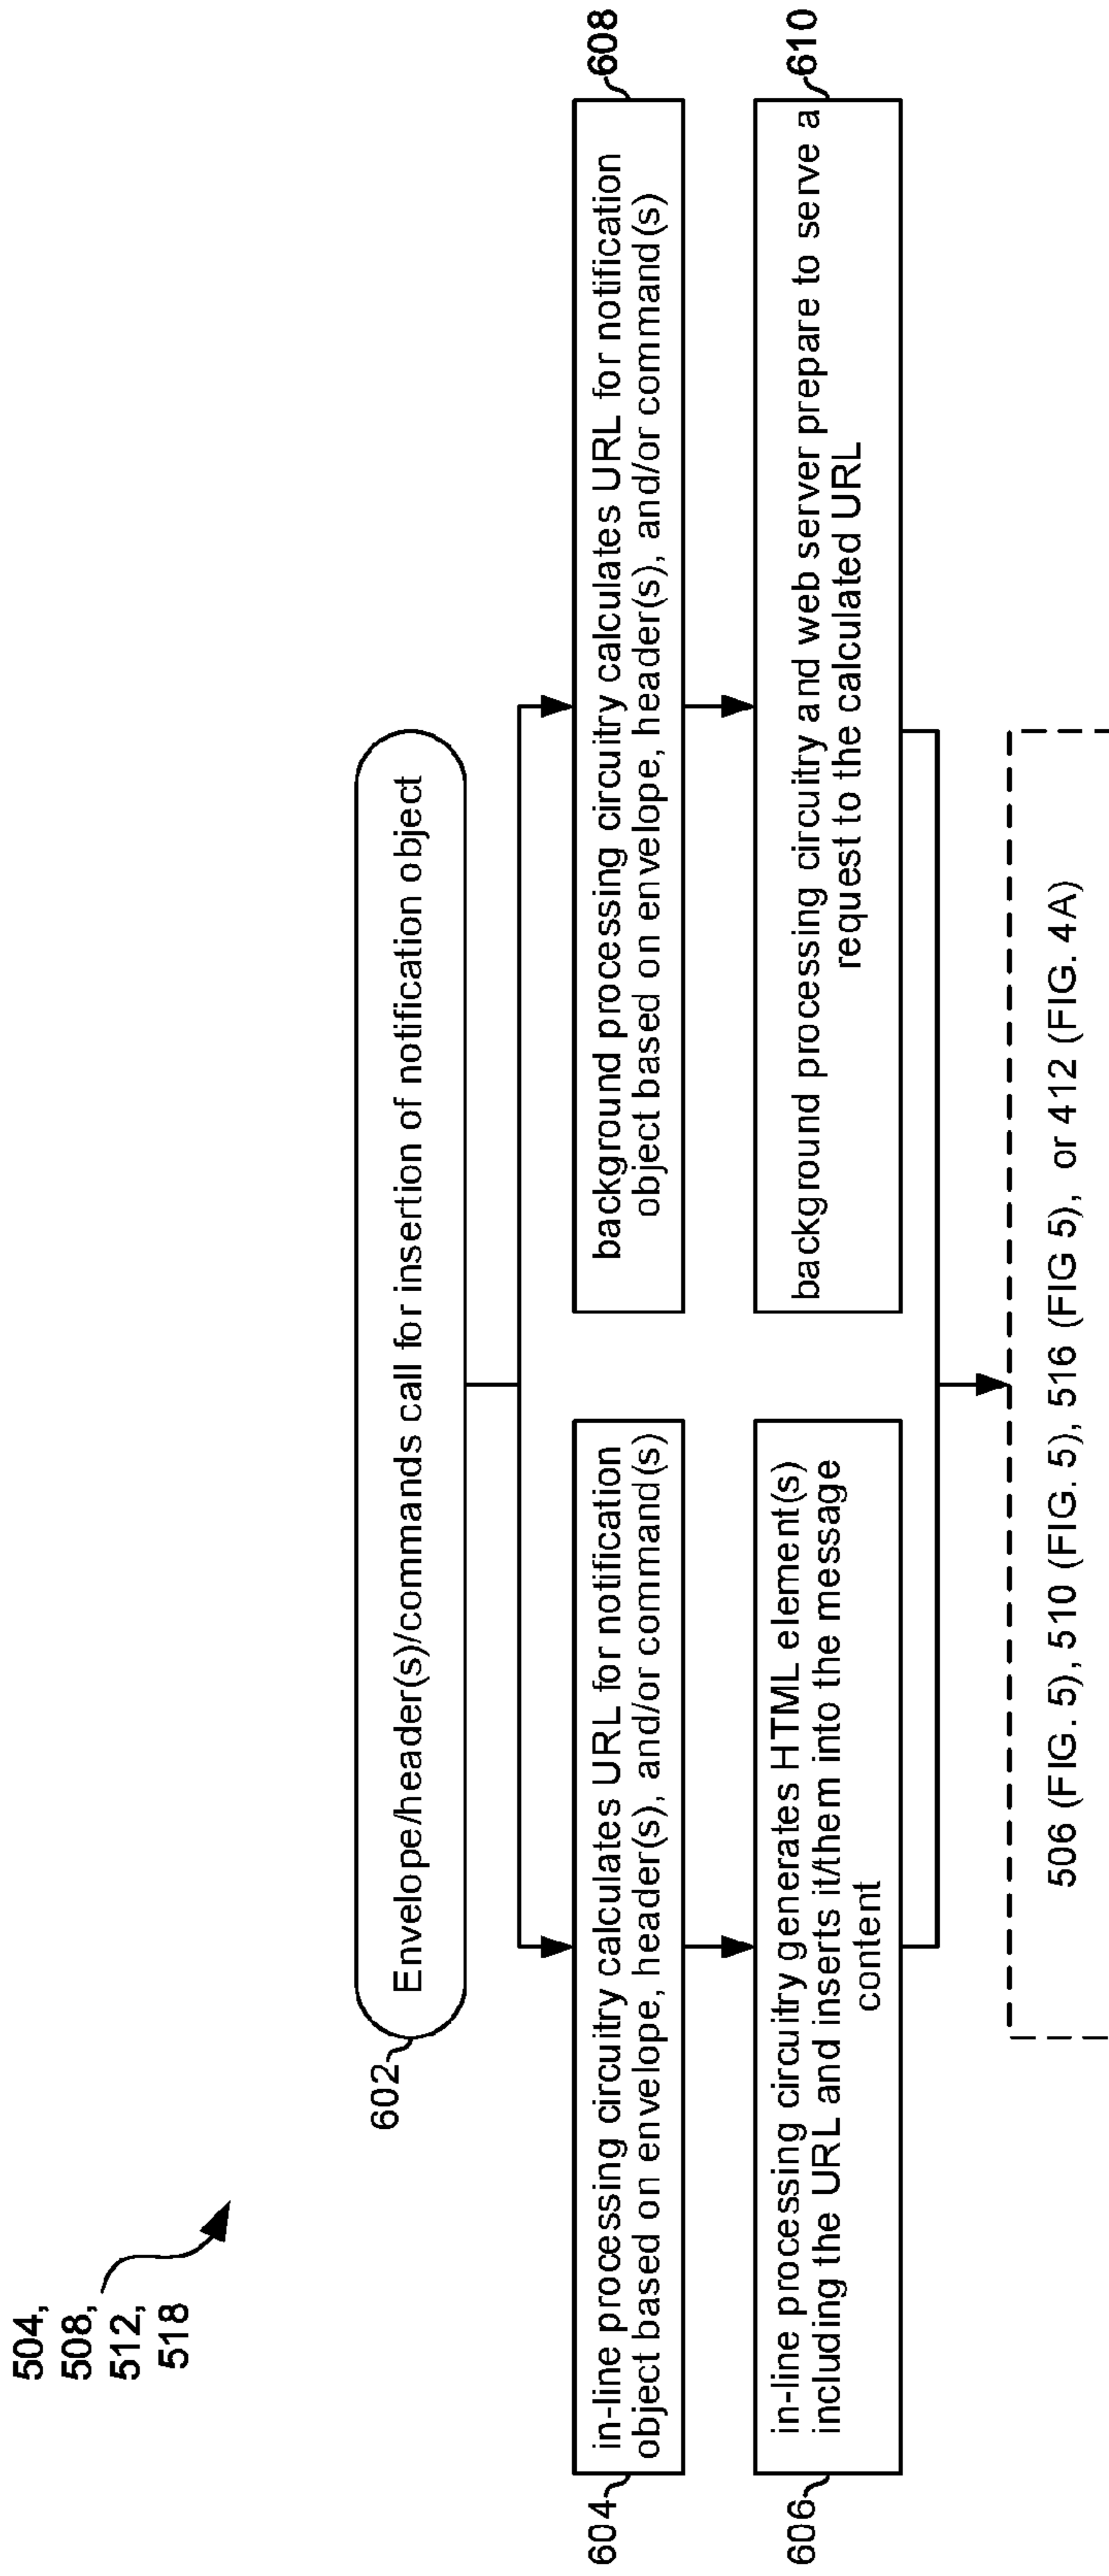 504,
508,
512,
518
602
Envelope/header(s)/commands call for insertion of notification object
604
in-line processing circuitry calculates URL for notification
object based on envelope, header(s), and/or command(s)
608
background processing circuitry calculates URL for notification
object based on envelope, header(s), and/or command(s)
606
in-line processing circuitry generates HTML element(s)
including the URL and inserts it/them into the message
content
610
background processing circuitry and web server prepare to serve a
request to the calculated URL
506 (FIG. 5), 510 (FIG. 5), 516 (FIG 5),  or 412 (FIG. 4A)